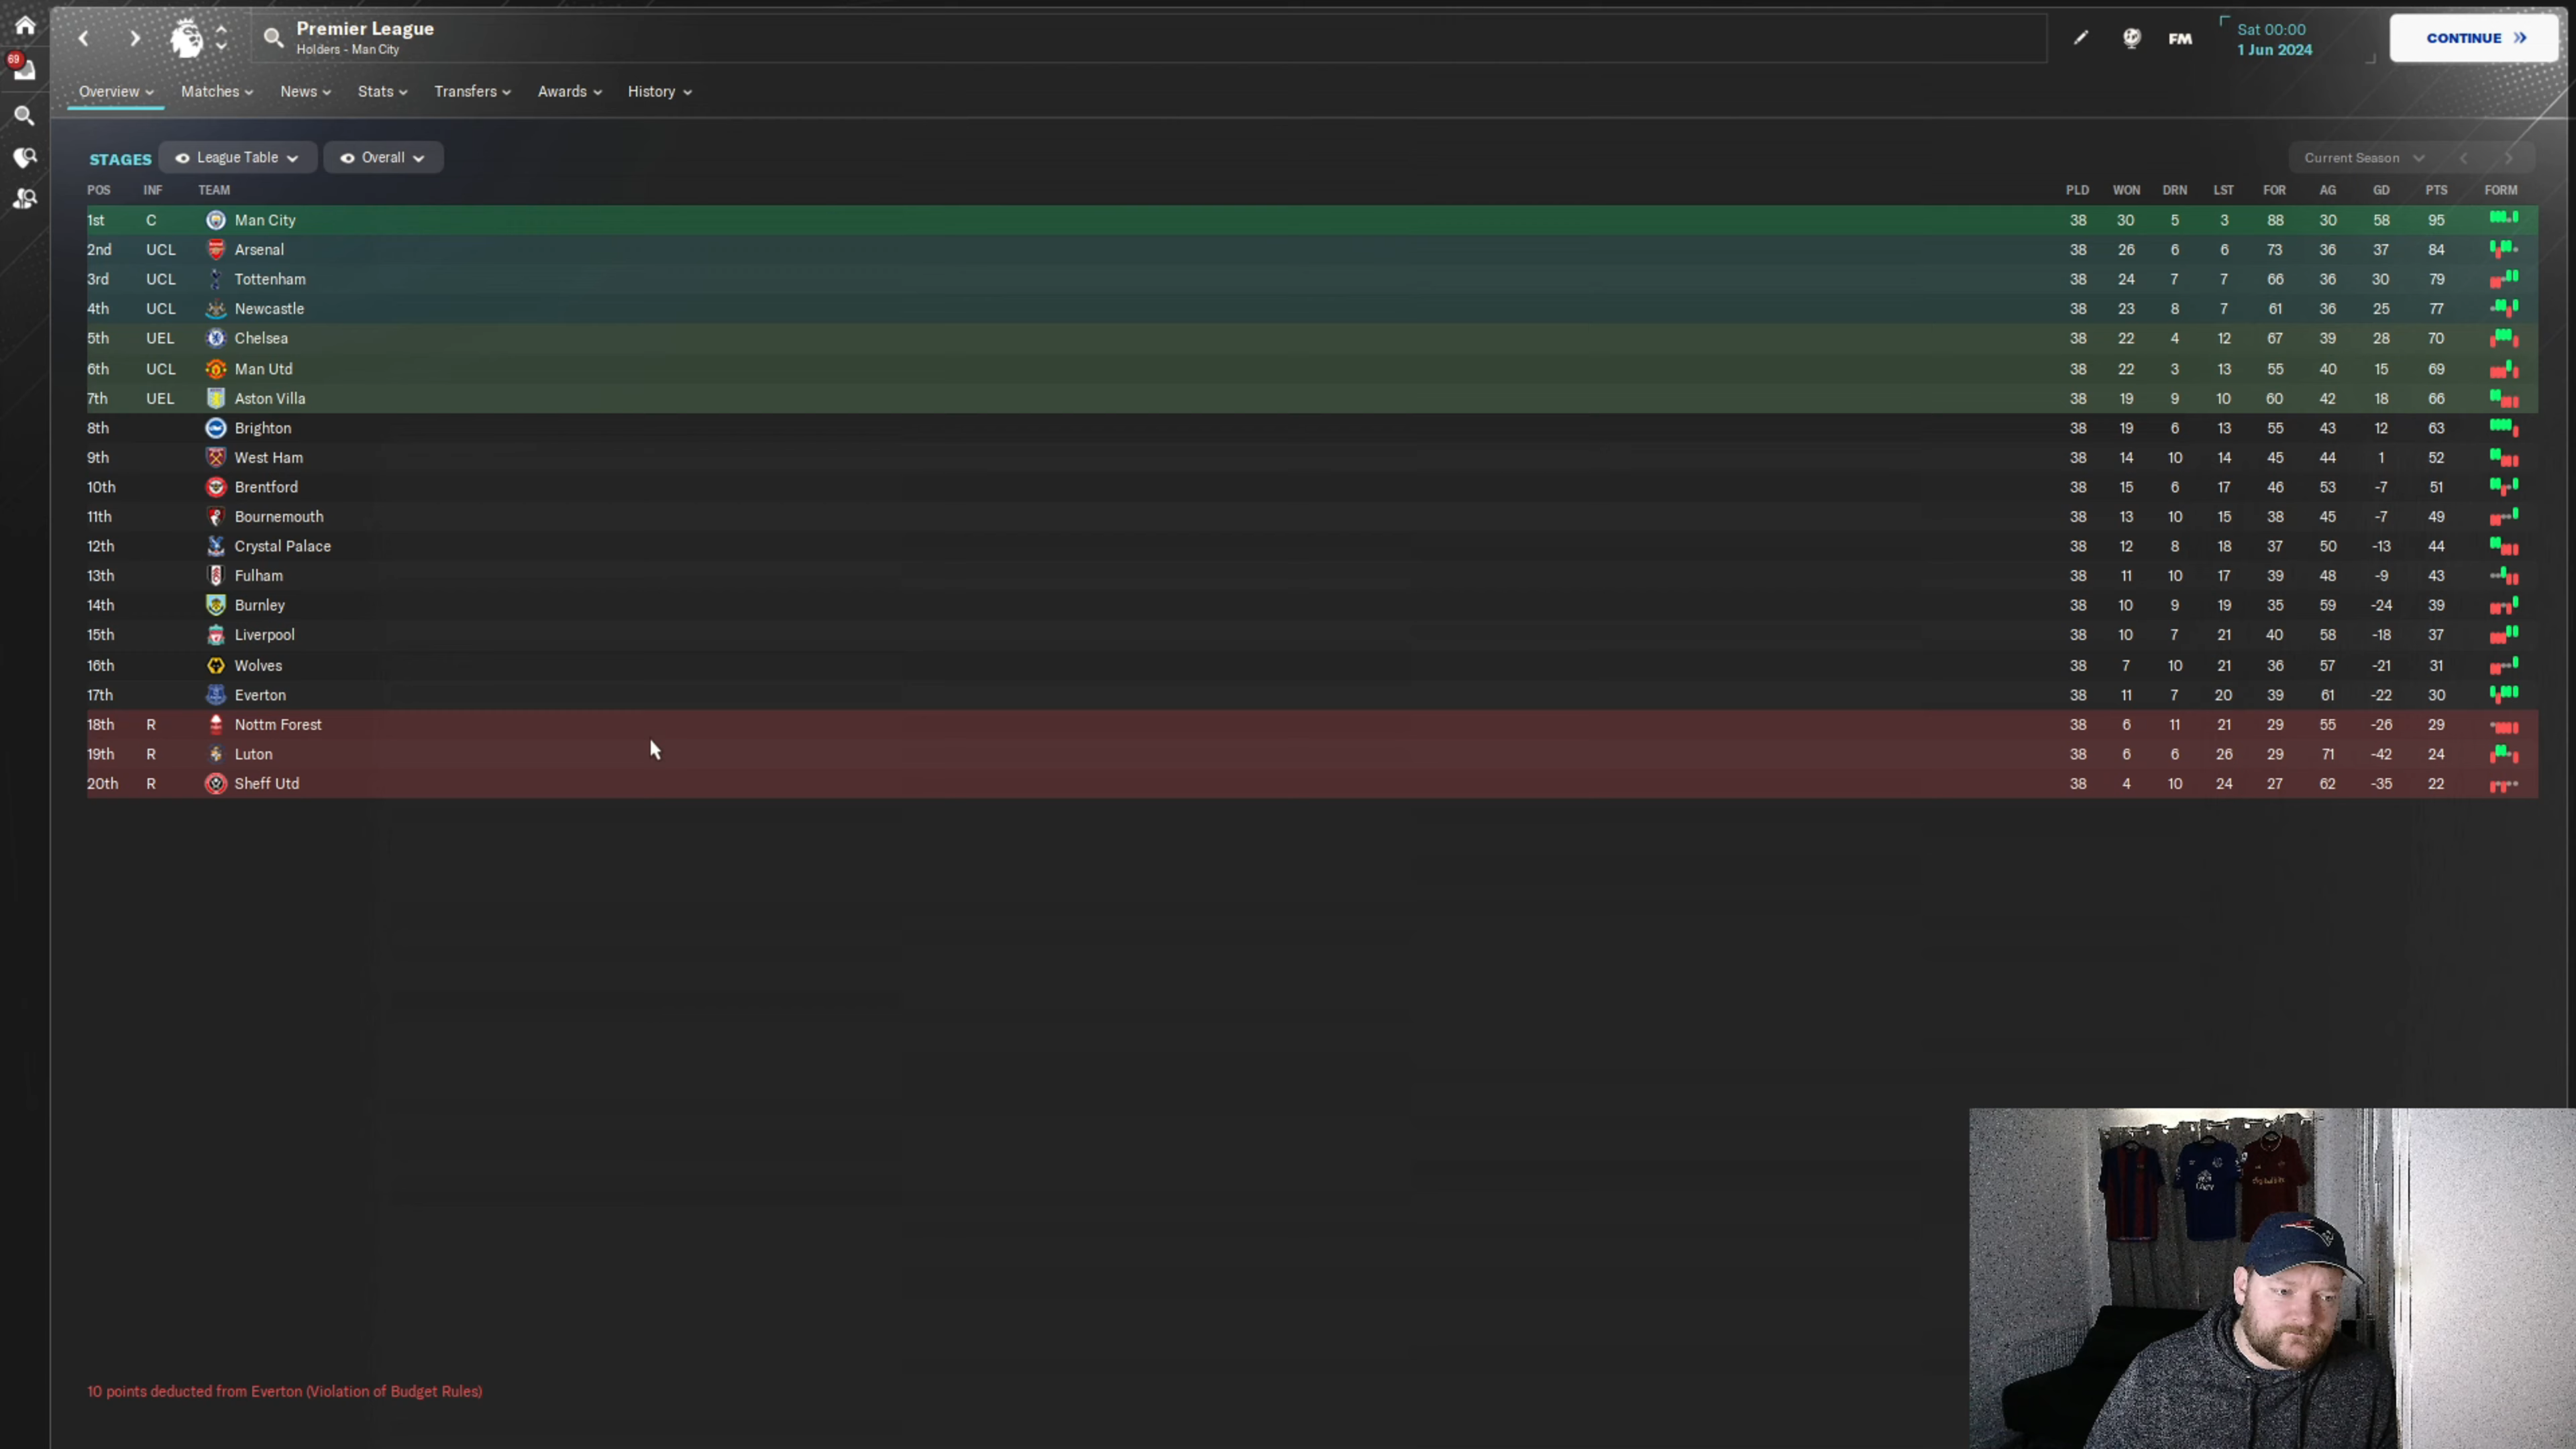 69
Premier League
Holders - Man City
FM
Sat 00:00
1 Jun 2024
CONTINUE
Overview Matches News Stats Transfers Awards History
STAGES League Table Overall Current Season
POS INF TEAM PLD WON DRN LST FOR AG GD PTS FORM
1st C Man City 38 30 5 3 88 30 58 95
2nd UCL Arsenal 38 26 6 6 73 36 37 84
3rd UCL Tottenham 38 24 7 7 66 36 30 79
4th UCL Newcastle 38 23 8 7 61 36 25 77
5th UEL Chelsea 38 22 4 12 67 39 28 70
6th UCL Man Utd 38 22 3 13 55 40 15 69
7th UEL Aston Villa 38 19 9 10 60 42 18 66
8th Brighton 38 19 6 13 55 43 12 63
9th West Ham 38 14 10 14 45 44 1 52
10th Brentford 38 15 6 17 46 53 -7 51
11th Bournemouth 38 13 10 15 38 45 -7 49
12th Crystal Palace 38 12 8 18 37 50 -13 44
13th Fulham 38 11 10 17 39 48 -9 43
14th Burnley 38 10 9 19 35 59 -24 39
15th Liverpool 38 10 7 21 40 58 -18 37
16th Wolves 38 7 10 21 36 57 -21 31
17th Everton 38 11 7 20 39 61 -22 30
18th R Nottm Forest 38 6 11 21 29 55 -26 29
19th R Luton 38 6 6 26 29 71 -42 24
20th R Sheff Utd 38 4 10 24 27 62 -35 22
10 points deducted from Everton (Violation of Budget Rules)